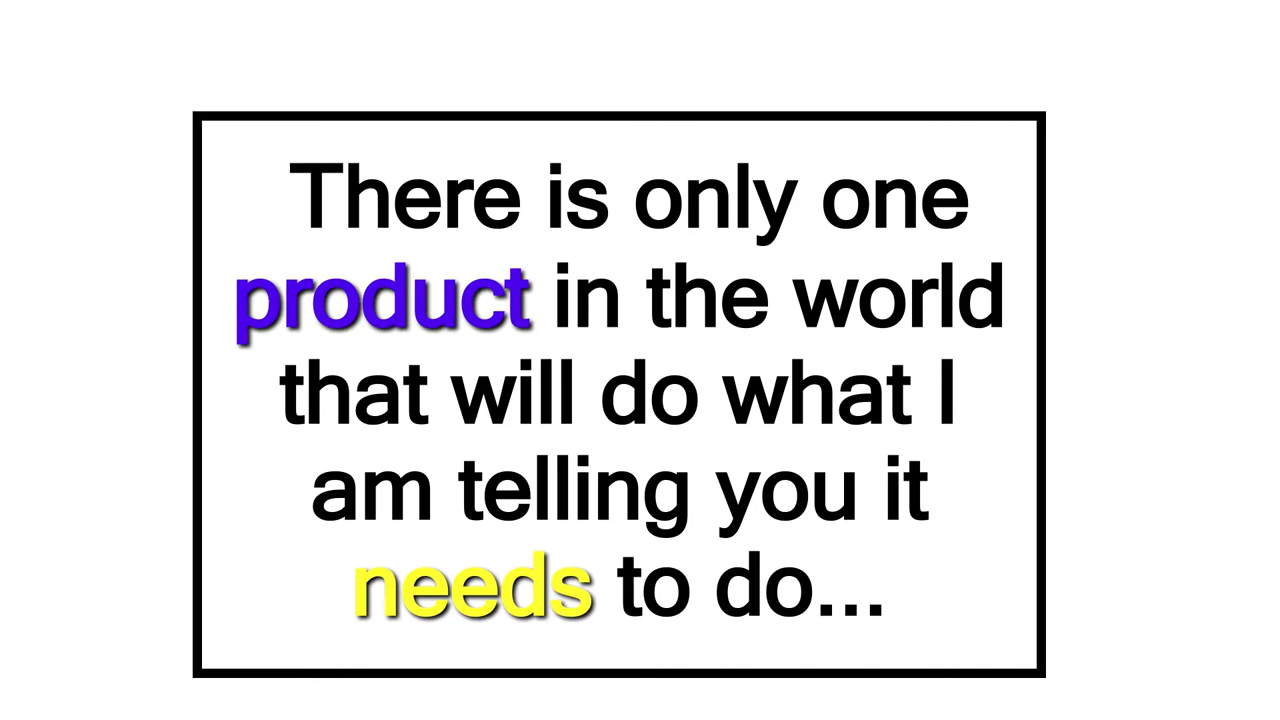 There is only one
product in the world
that will do what I
am telling you it
needs to do...